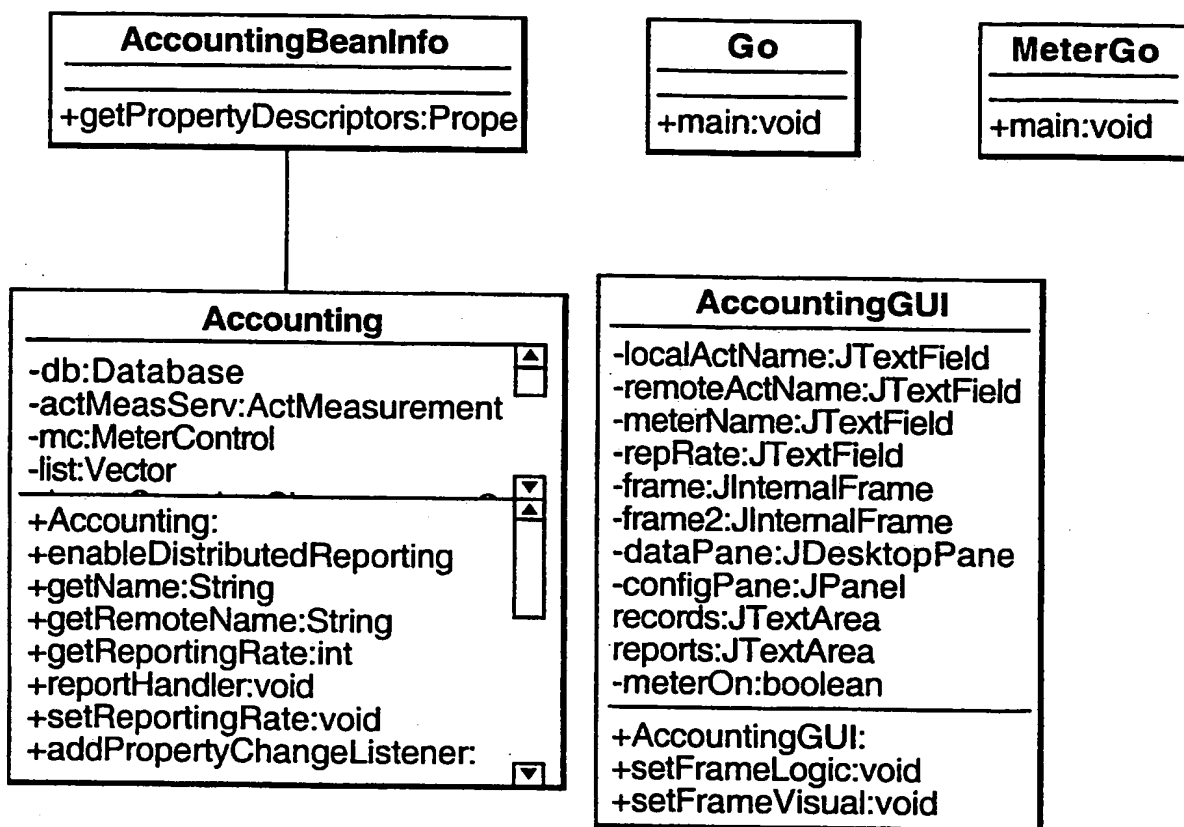 AccountingBeanInfo
+getPropertyDescriptors:Prope
Go
+main:void
MeterGo
+main:void
Accounting
-db:Database
-actMeasServ:ActMeasurement
-mc:MeterControl
-list:Vector
+Accounting:
+enableDistributedReporting
+getName:String
+getRemoteName:String
+getReportingRate:int
+reportHandler:void
+setReportingRate:void
+addPropertyChangeListener:
AccountingGUI
-localActName:JTextField
-remoteActName:JTextField
-meterName:JTextField
-repRate:JTextField
-frame:JInternalFrame
-frame2:JInternalFrame
-dataPane:JDesktopPane
-configPane:JPanel
records:JTextArea
reports:JTextArea
-meterOn:boolean
+AccountingGUI:
+setFrameLogic:void
+setFrameVisual:void